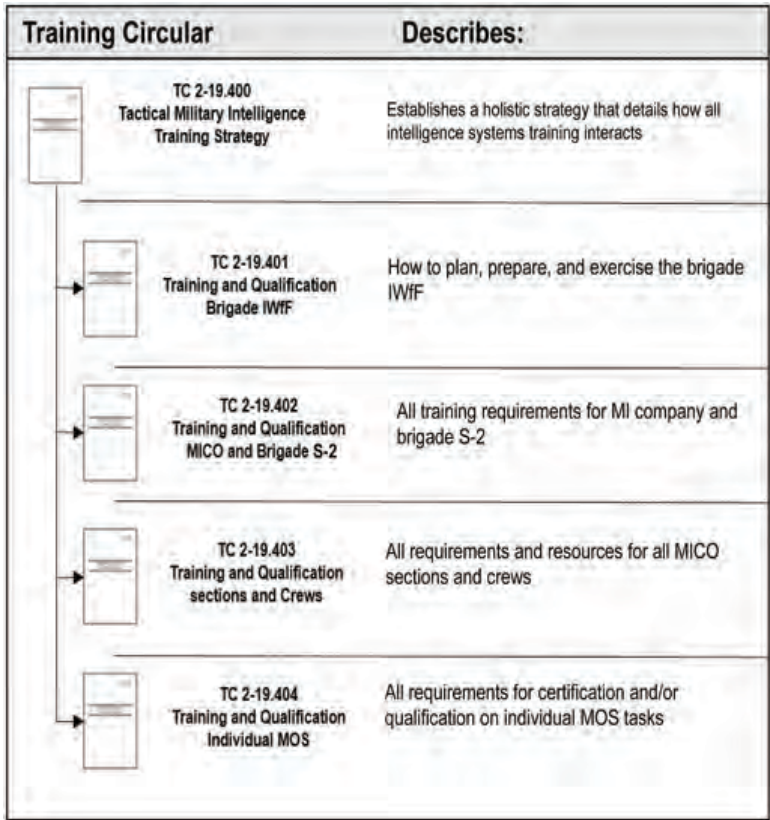 Training Circular
Describes:
TC 2-19.400
Tactical Military Intelligence
Training Strategy
Establishes a holistic strategy that details how all
intelligence systems training interacts
TC 2-19.401
Training and Qualification
Brigade IWfF
How to plan, prepare, and exercise the brigade
IWfF
TC 2-19.402
Training and Qualification
MICO and Brigade S-2
All training requirements for MI company and
brigade S-2
TC 2-19.403
Training and Qualification
sections and Crews
All requirements and resources for all MICO
sections and crews
TC 2-19.404
Training and Qualification
Individual MOS
All requirements for certification and/or
qualification on individual MOS tasks